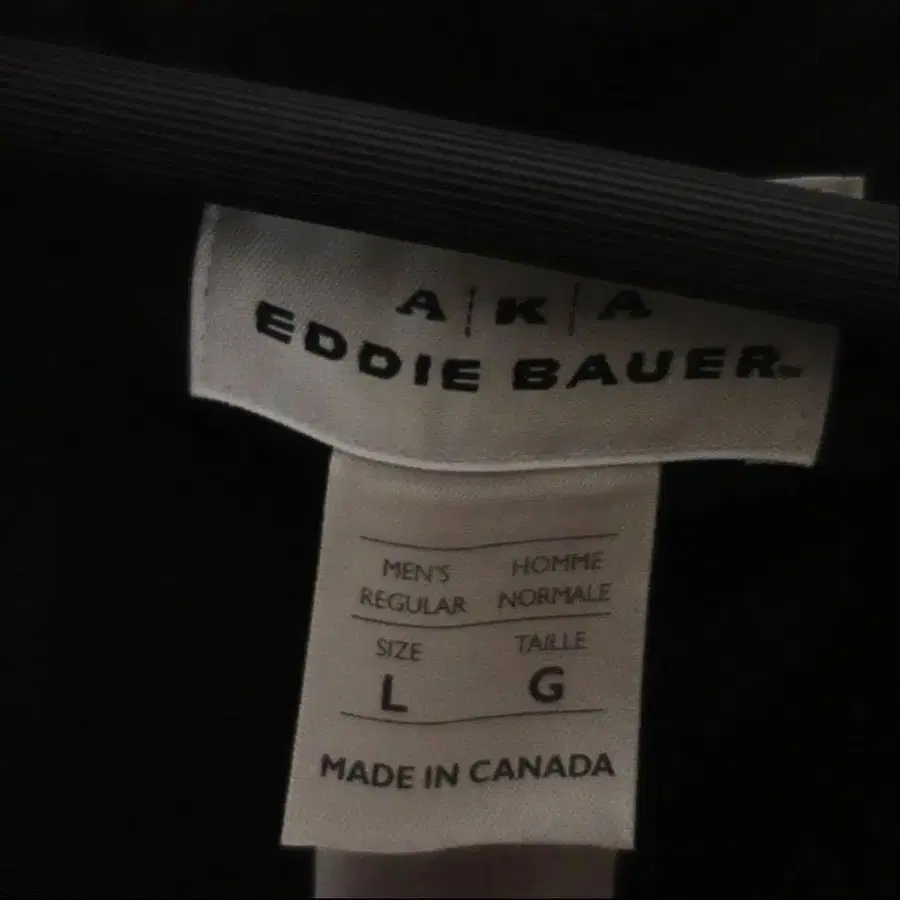 A|K|A
EDDIE BAUER
MEN'S HOMME
REGULAR NORMALE
SIZE TAILLE
L G
MADE IN CANADA